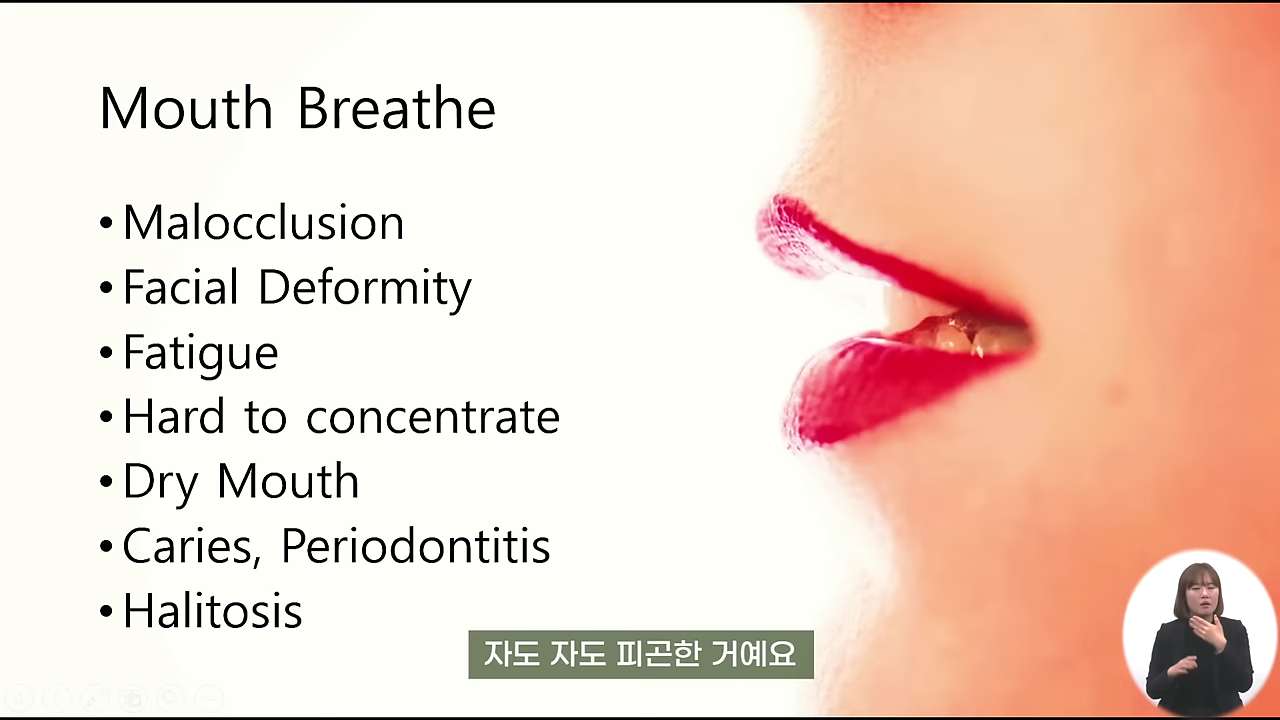 Mouth Breathe
•Malocclusion
•Facial Deformity
•Fatigue
•Hard to concentrate
•Dry Mouth
•Caries, Periodontitis
•Halitosis
자도 자도 피곤한 거예요